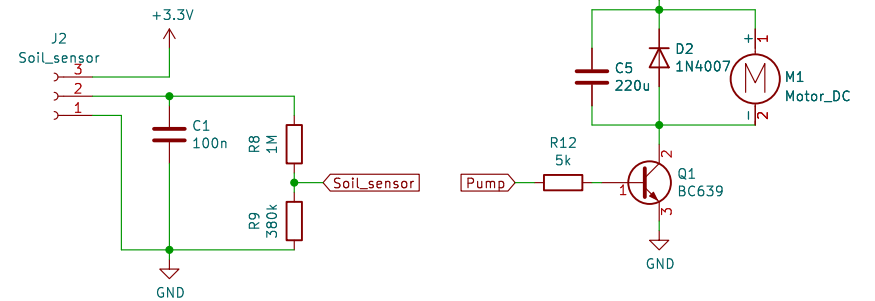 +3.3V
J2
Soil_sensor
3
2
1
C1
100n
R8
1M
R9
380k
Soil_sensor
GND
C5
220u
D2
1N4007
+
1
M
M1
Motor_DC
-
2
R12
5k
Pump
1
2
Q1
BC639
3
GND